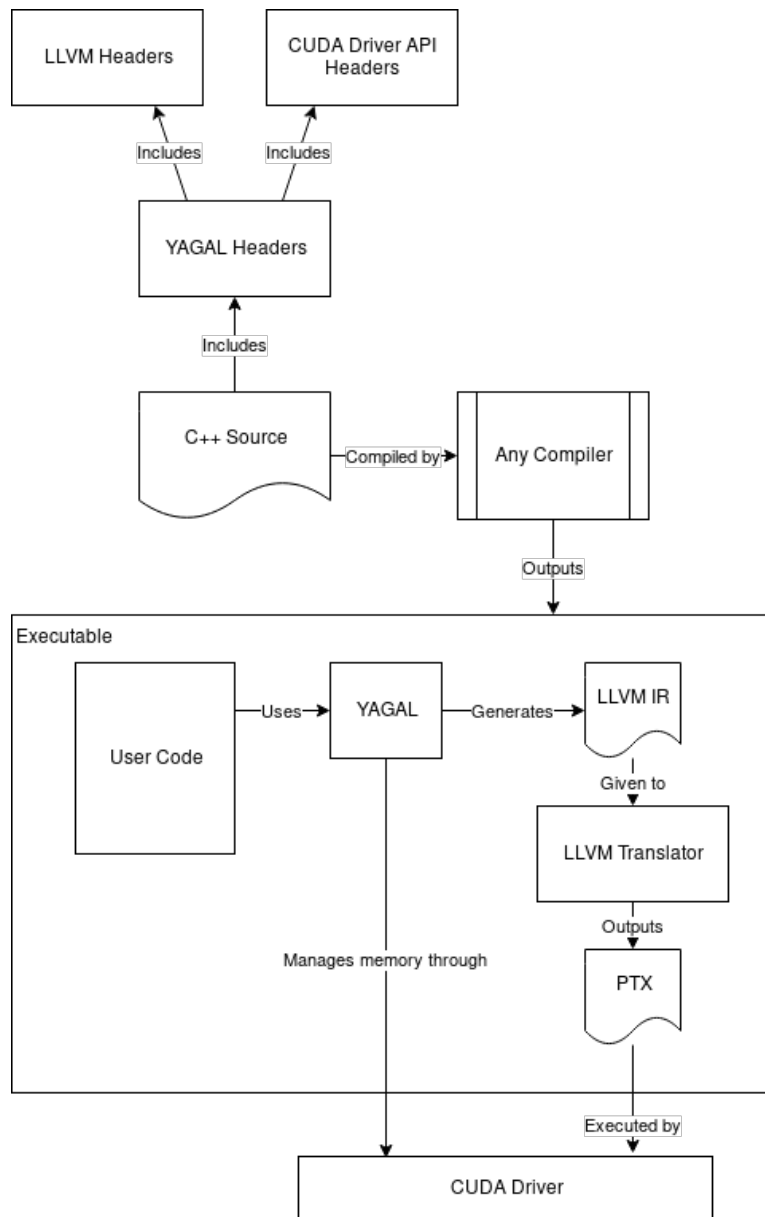 LLVM Headers
CUDA Driver API
Headers
Includes
Includes
YAGAL Headers
Includes
C++ Source
Compiled by
Any Compiler
Outputs
Executable
User Code
Uses
YAGAL
Generates
LLVM IR
Given to
LLVM Translator
Outputs
Manages memory through
PTX
Executed by
CUDA Driver